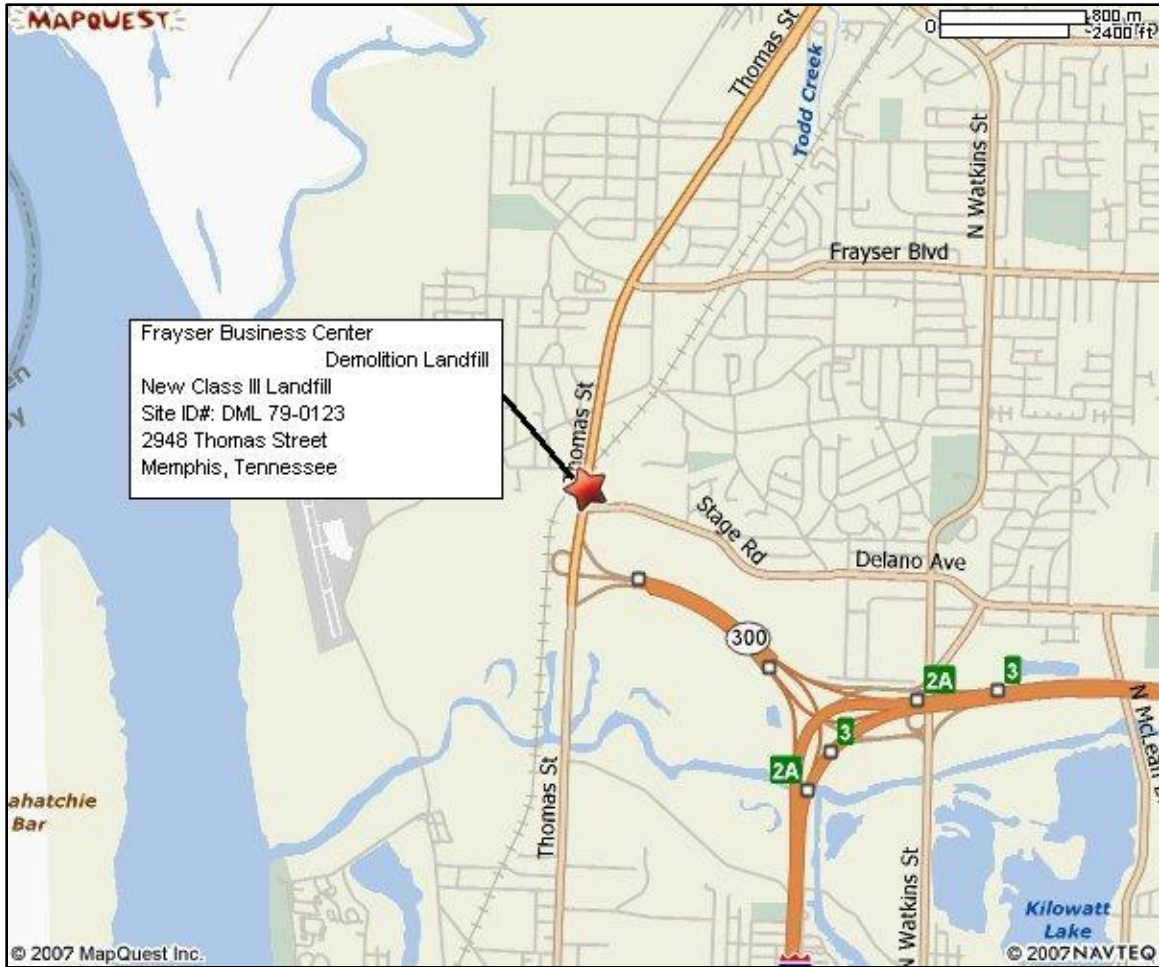 MAPQUEST
0
800 m
2400 ft
Thomas St
Todd Creek
N Watkins St
Frayser Blvd
Frayser Business Center
Demolition Landfill
New Class III Landfill
Site ID#: DML 79-0123
2948 Thomas Street
Memphis, Tennessee
Thomas St
Stage Rd
Delano Ave
300
2A
3
3
2A
N McLean
Thomas St
ahatchie
Bar
N Watkins St
Kilowatt
Lake
© 2007 MapQuest Inc.
© 2007 NAVTEQ